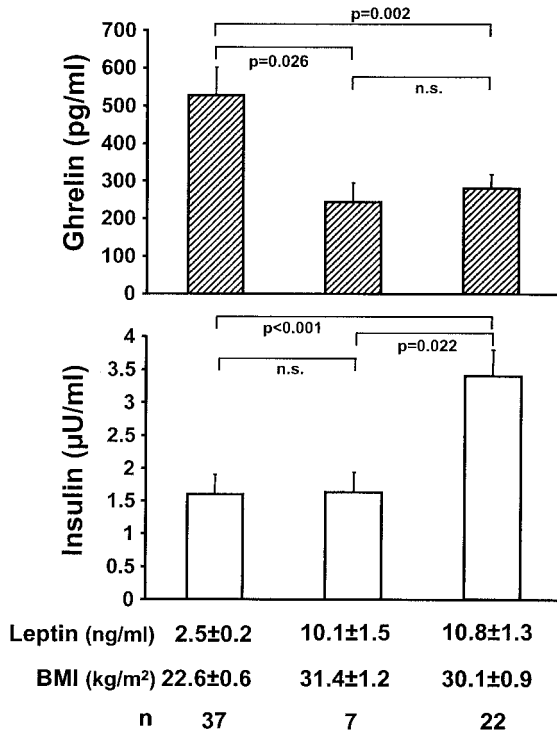 p=0.002
700
p=0.026
600
n.s.
500
400
300
200
100
0
Ghrelin (pg/ml)
4
p<0.001
p=0.022
3.5
n.s.
3
2.5
2
1.5
1
0.5
0
Insulin (µU/ml)
Leptin (ng/ml) 2.5±0.2 10.1±1.5 10.8±1.3
BMI (kg/m²) 22.6±0.6 31.4±1.2 30.1±0.9
n 37 7 22